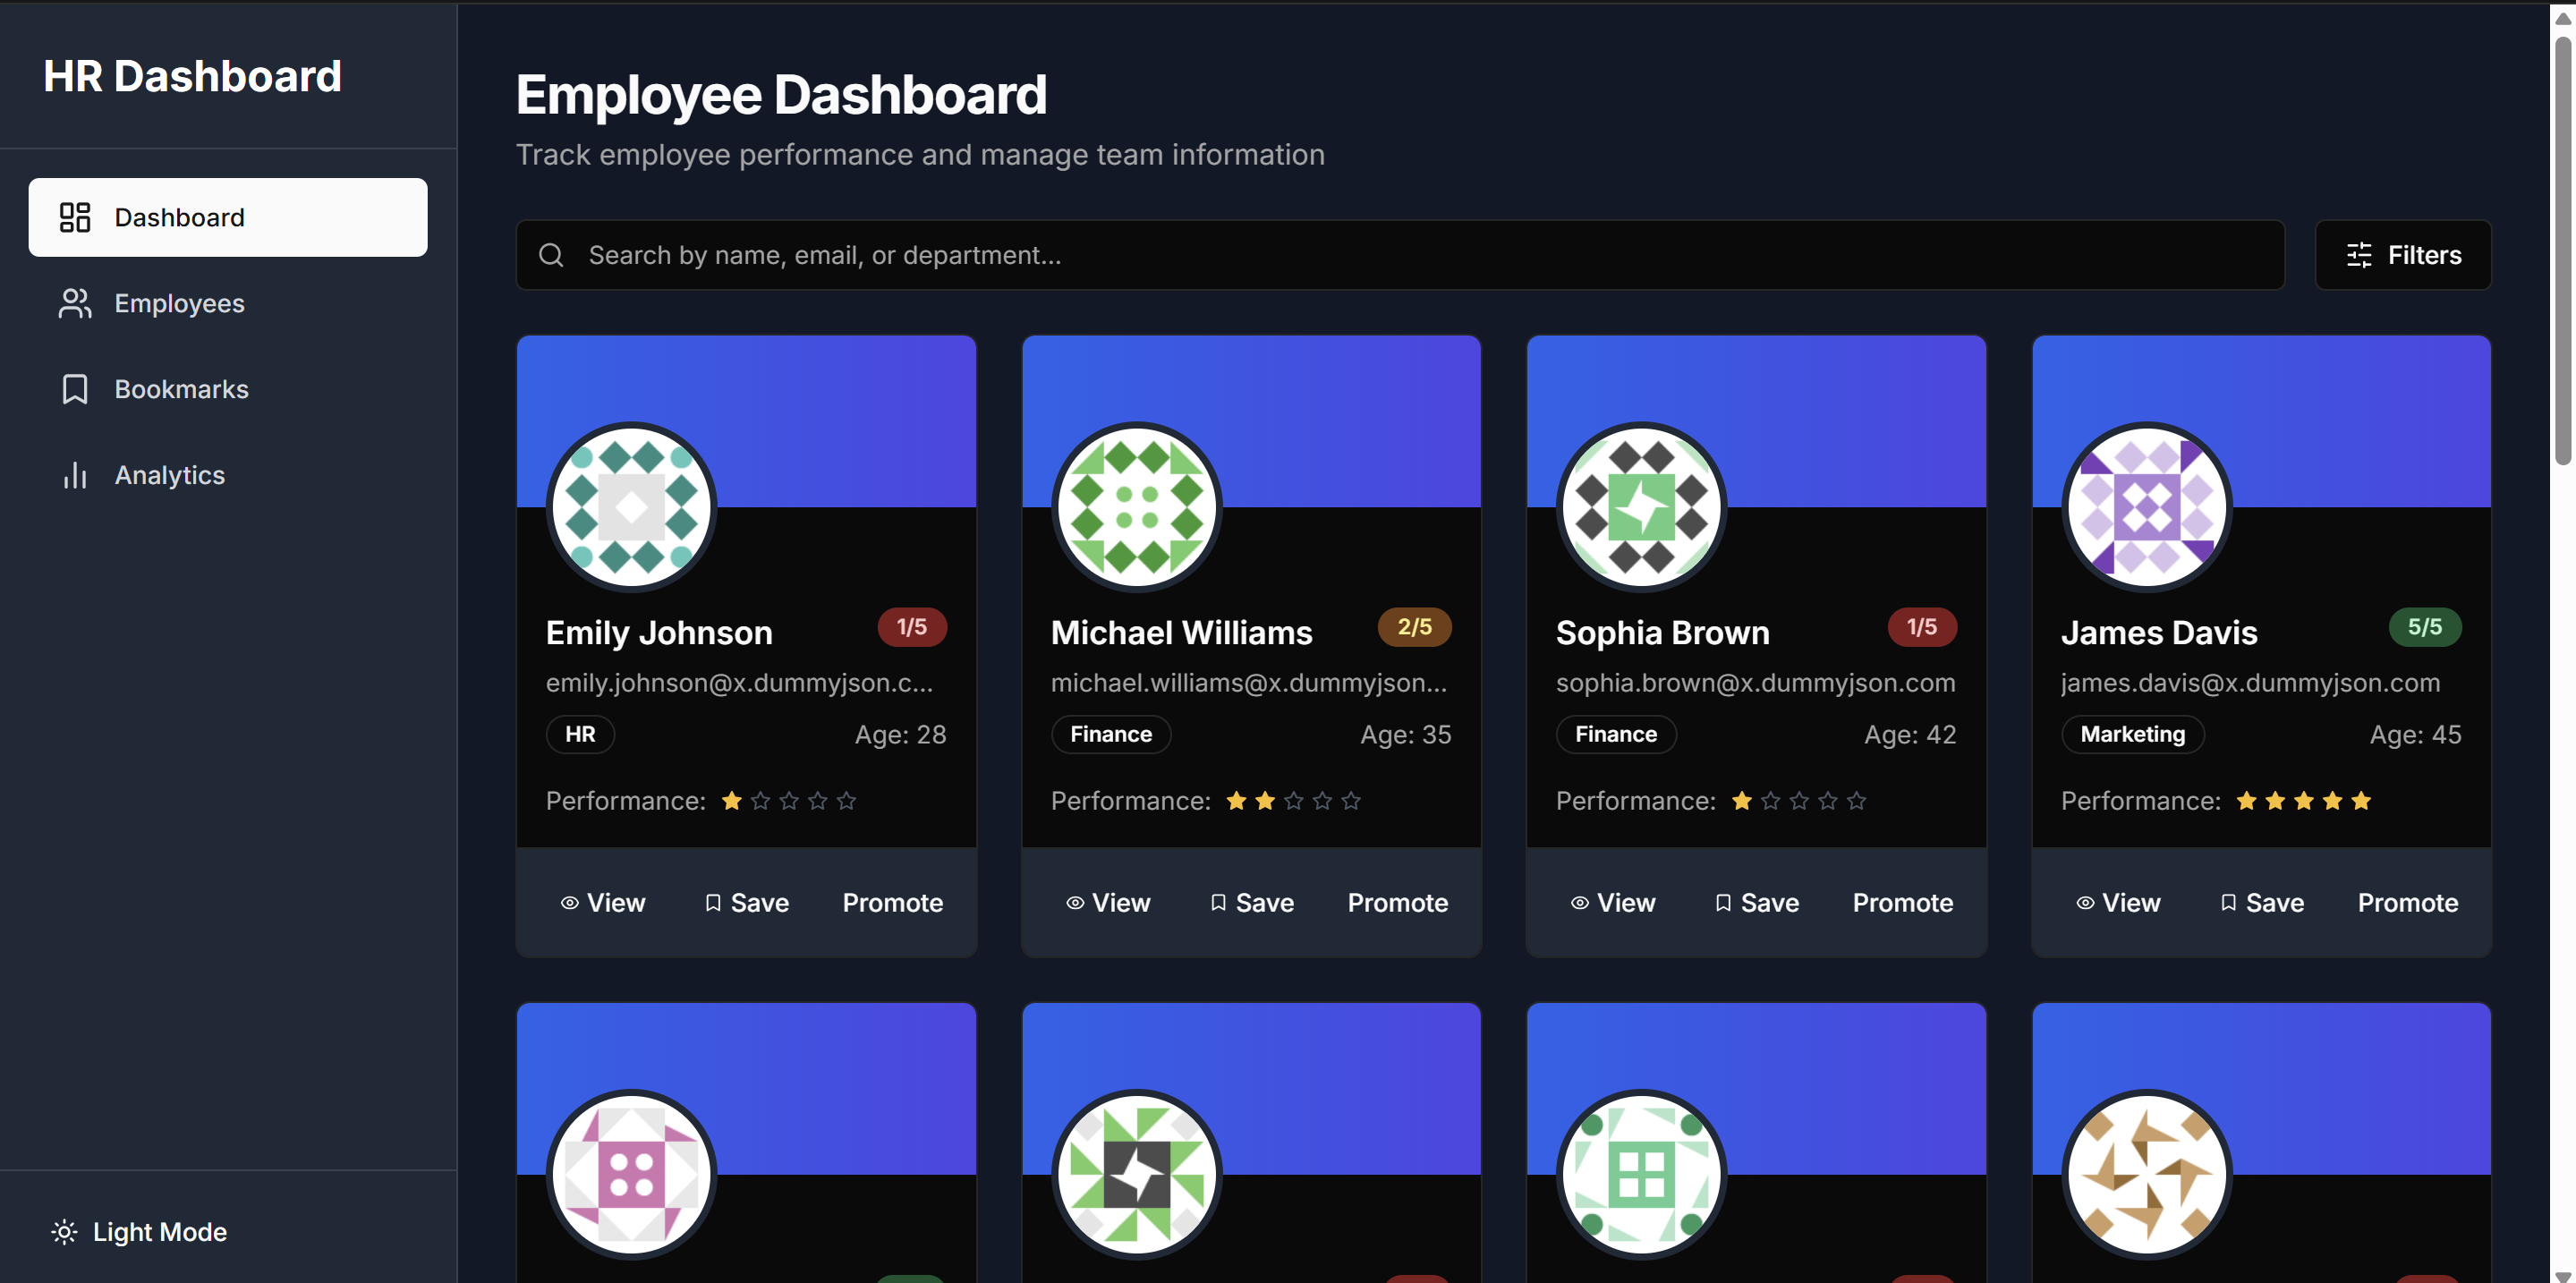 HR Dashboard
Dashboard
Employees
Bookmarks
Analytics
Light Mode
Employee Dashboard
Track employee performance and manage team information
Search by name, email, or department...
Filters
Emily Johnson 1/5
emily.johnson@x.dummyjson.c...
HR Age: 28
Performance:
View Save Promote
Michael Williams 2/5
michael.williams@x.dummyjson...
Finance Age: 35
Performance:
View Save Promote
Sophia Brown 1/5
sophia.brown@x.dummyjson.com
Finance Age: 42
Performance:
View Save Promote
James Davis 5/5
james.davis@x.dummyjson.com
Marketing Age: 45
Performance:
View Save Promote